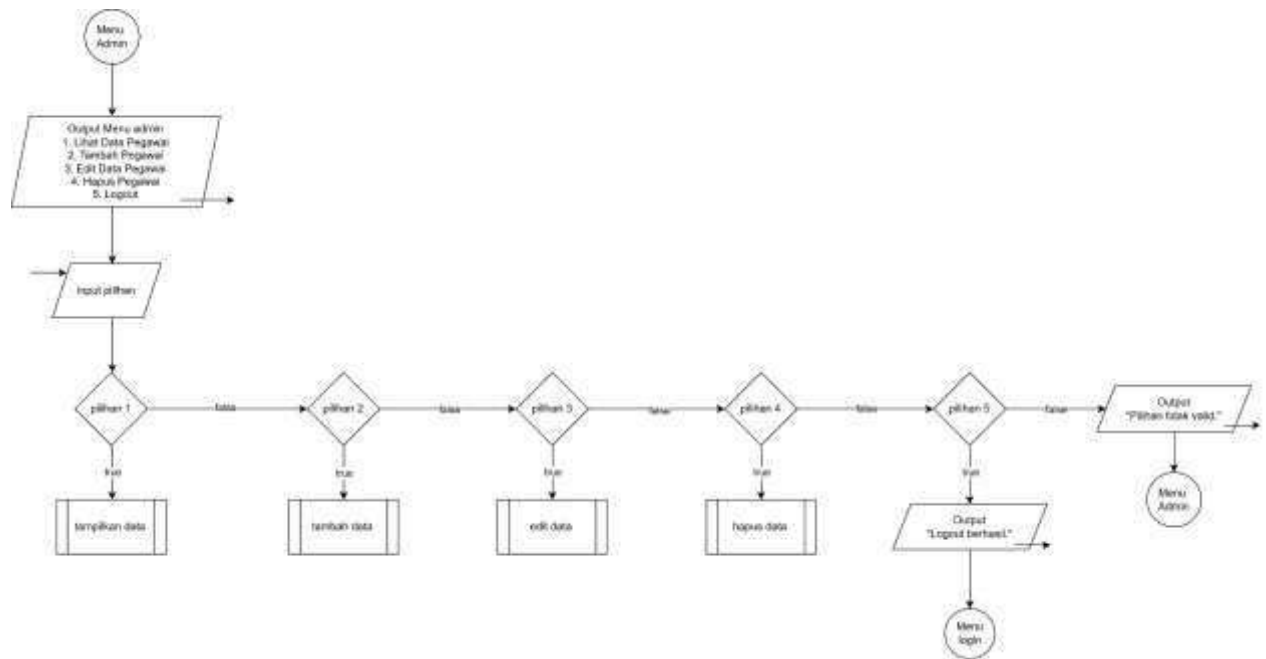 Menu
Admin
Output Menu admin
1. Lihat Data Pegawai
2. Tambah Pegawai
3. Edit Data Pegawai
4. Hapus Pegawai
5. Logout
Input pilihan
pilihan 1
false
pilihan 2
false
pilihan 3
false
pilihan 4
false
pilihan 5
false
Output
"Pilihan tidak valid."
true
true
true
true
true
tampilkan data
tambah data
edit data
hapus data
Output
"Logout berhasil."
Menu
Admin
Menu
login